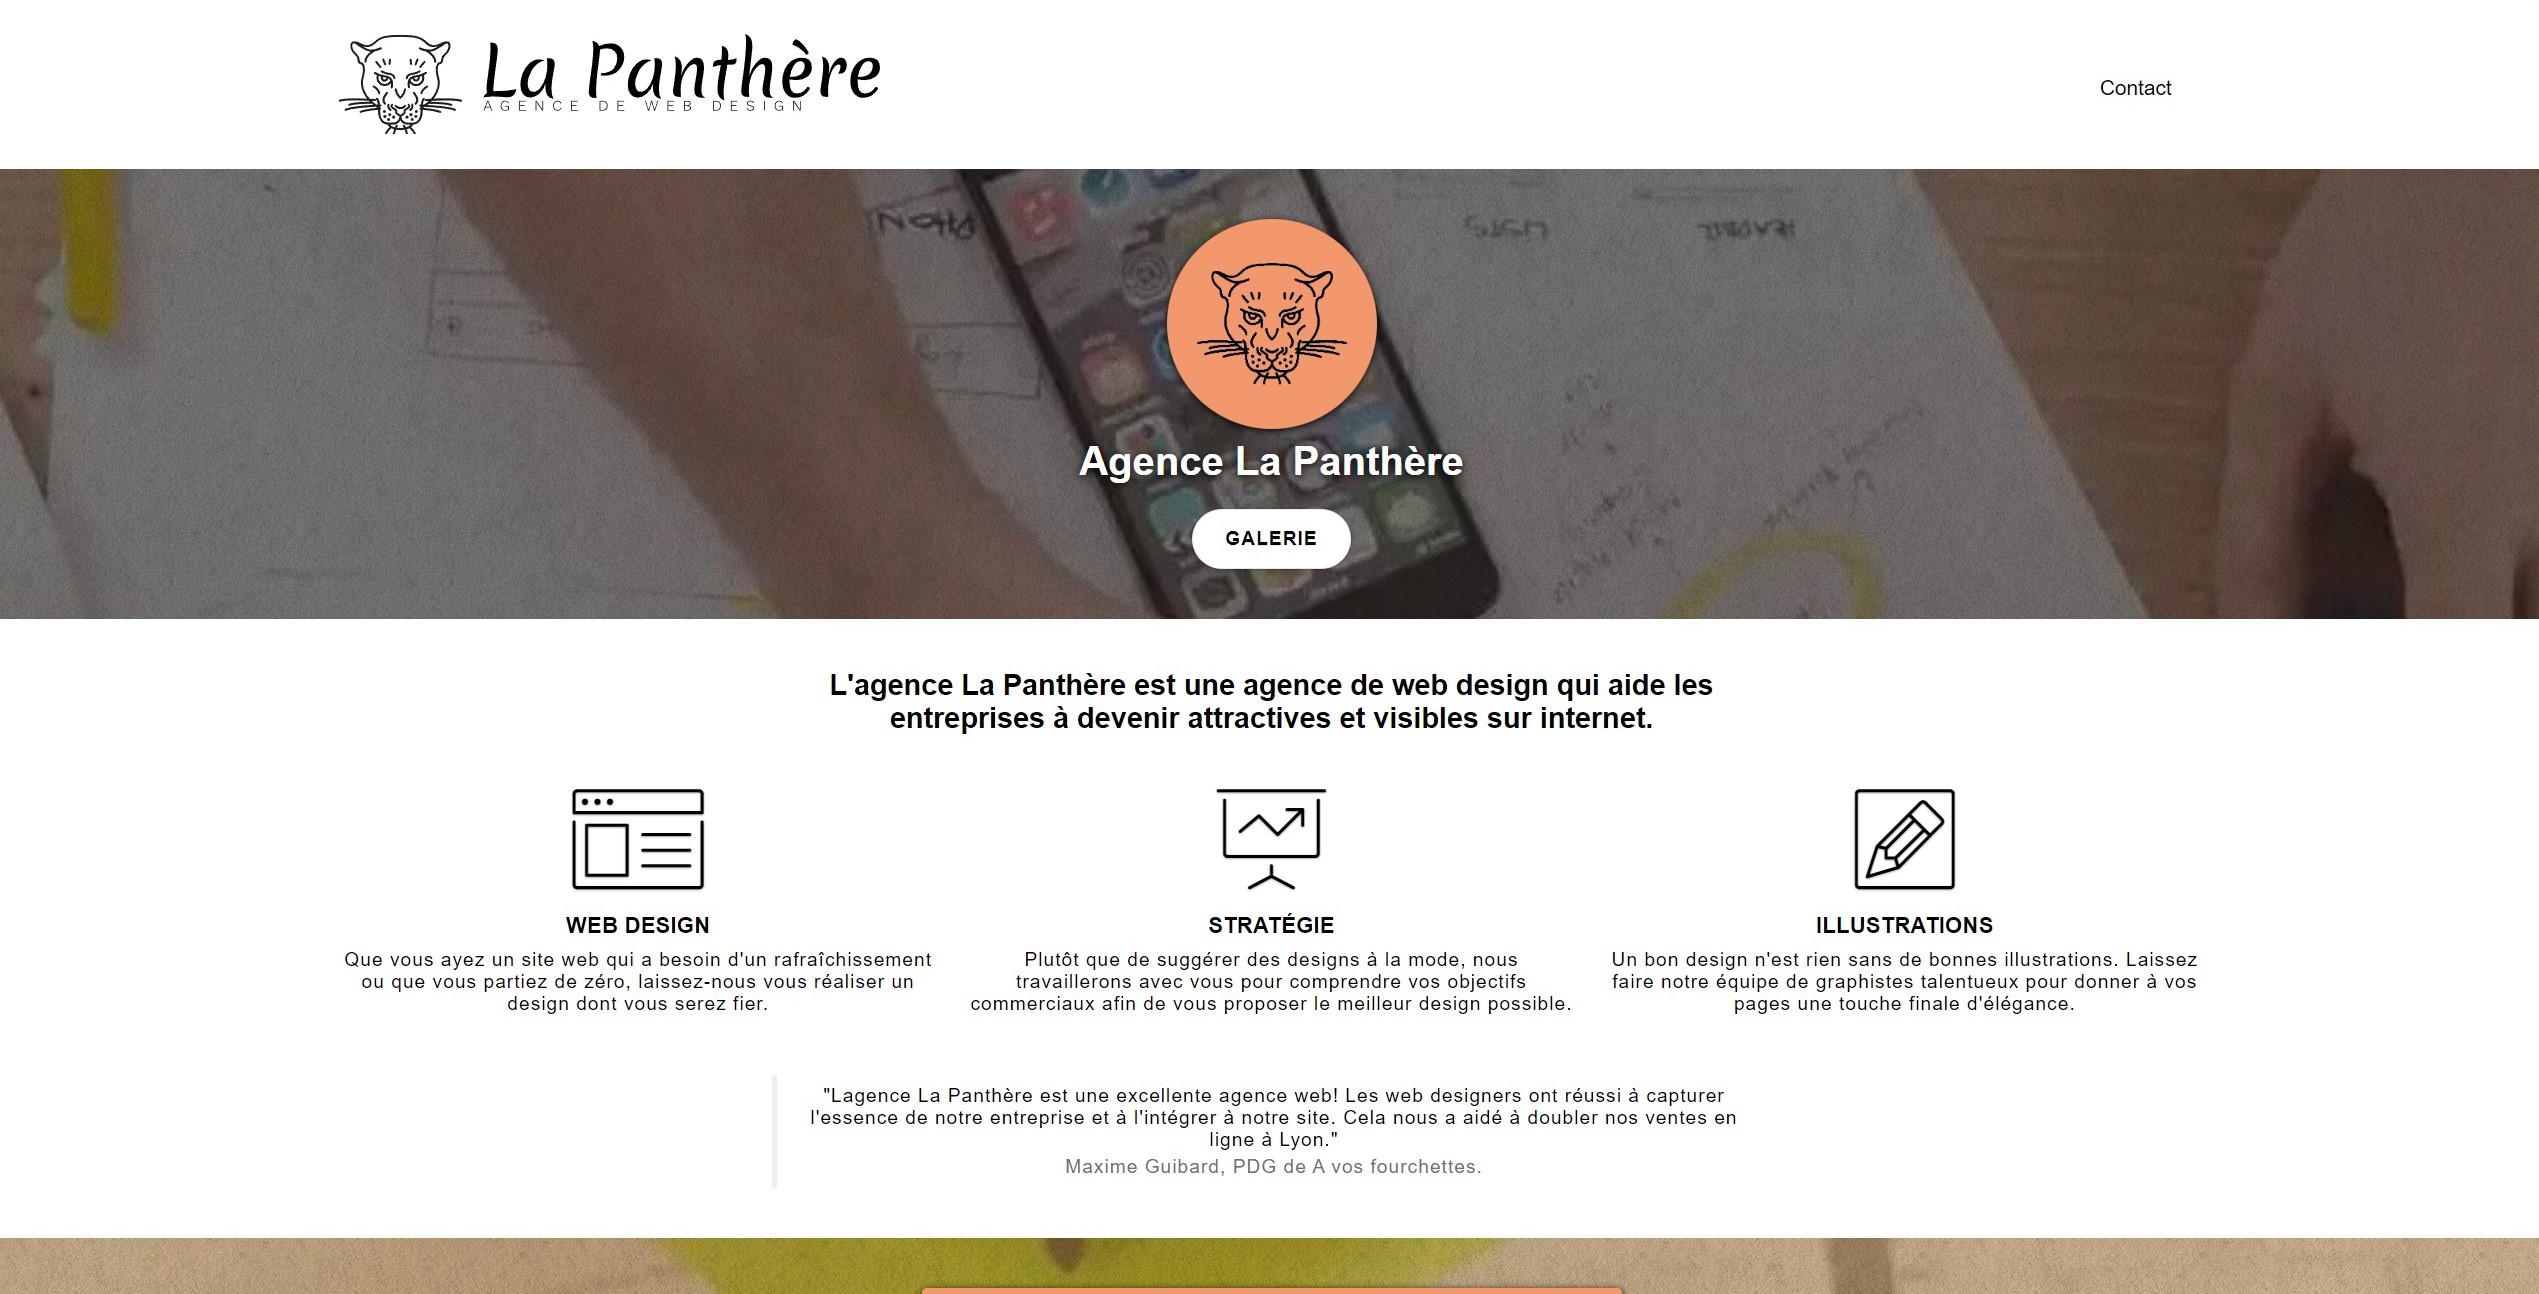 La Panthère
AGENCE DE WEB DESIGN
Contact
Agence La Panthère
GALERIE
L'agence La Panthère est une agence de web design qui aide les
entreprises à devenir attractives et visibles sur internet.
WEB DESIGN
Que vous ayez un site web qui a besoin d'un rafraîchissement
ou que vous partiez de zéro, laissez-nous vous réaliser un
design dont vous serez fier.
STRATÉGIE
Plutôt que de suggérer des designs à la mode, nous
travaillerons avec vous pour comprendre vos objectifs
commerciaux afin de vous proposer le meilleur design possible.
ILLUSTRATIONS
Un bon design n'est rien sans de bonnes illustrations. Laissez
faire notre équipe de graphistes talentueux pour donner à vos
pages une touche finale d'élégance.
"Lagence La Panthère est une excellente agence web! Les web designers ont réussi à capturer
l'essence de notre entreprise et à l'intégrer à notre site. Cela nous a aidé à doubler nos ventes en
ligne à Lyon."
Maxime Guibard, PDG de A vos fourchettes.